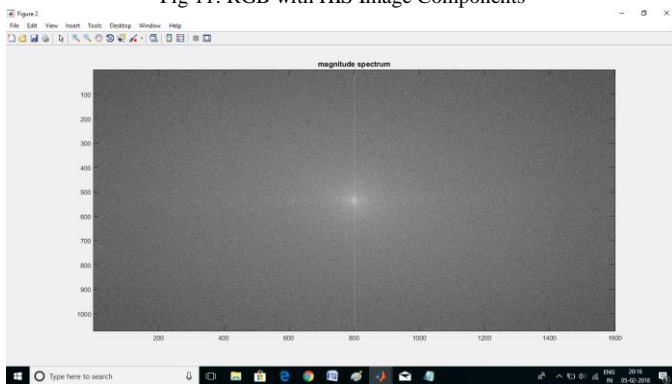 Fig 11: RGB with HIS Image Components
Figure 2
File Edit View Insert Tools Desktop Window Help
magnitude spectrum
100
200
300
400
500
600
700
800
900
1000
200 400 600 800 1000 1200 1400 1600
Type here to search
ENG 20:16
IN 05-02-2018